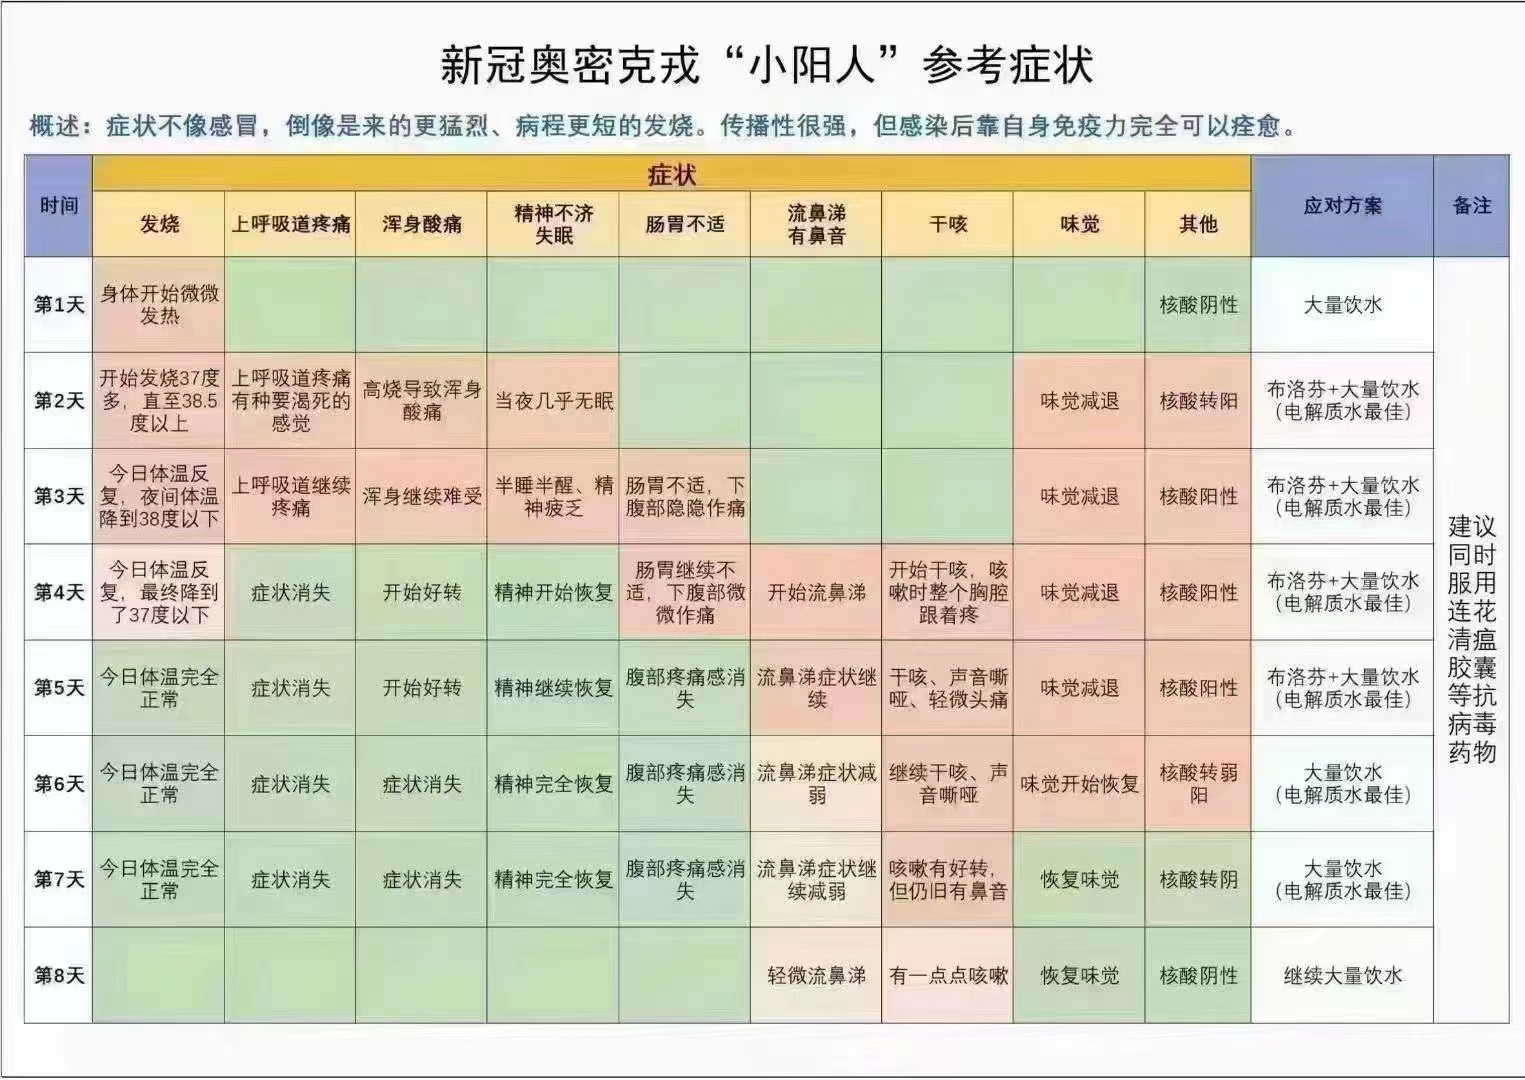 新冠奥密克戎“小阳人”参考症状
概述：症状不像感冒，倒像是来的更猛烈、病程更短的发烧。传播性很强，但感染后靠自身免疫力完全可以痊愈。
时间
症状
应对方案
备注
发烧
上呼吸道疼痛
浑身酸痛
精神不济
失眠
肠胃不适
流鼻涕
有鼻音
干咳
味觉
其他
第1天
身体开始微微
发热
核酸阴性
大量饮水
第2天
开始发烧37度
多，直至38.5
度以上
上呼吸道疼痛
有种要渴死的
感觉
高烧导致浑身
酸痛
当夜几乎无眠
味觉减退
核酸转阳
布洛芬+大量饮水
（电解质水最佳）
第3天
今日体温反
复，夜间体温
降到38度以下
上呼吸道继续
疼痛
浑身继续难受
半睡半醒、精
神疲乏
肠胃不适，下
腹部隐隐作痛
味觉减退
核酸阳性
布洛芬+大量饮水
（电解质水最佳）
第4天
今日体温反
复，最终降到
了37度以下
症状消失
开始好转
精神开始恢复
肠胃继续不
适，下腹部微
微作痛
开始流鼻涕
开始干咳，咳
嗽时整个胸腔
跟着疼
味觉减退
核酸阳性
布洛芬+大量饮水
（电解质水最佳）
第5天
今日体温完全
正常
症状消失
开始好转
精神继续恢复
腹部疼痛感消
失
流鼻涕症状继
续
干咳、声音嘶
哑、轻微头痛
味觉减退
核酸阳性
布洛芬+大量饮水
（电解质水最佳）
第6天
今日体温完全
正常
症状消失
症状消失
精神完全恢复
腹部疼痛感消
失
流鼻涕症状减
弱
继续干咳、声
音嘶哑
味觉开始恢复
核酸转弱
阳
大量饮水
（电解质水最佳）
第7天
今日体温完全
正常
症状消失
症状消失
精神完全恢复
腹部疼痛感消
失
流鼻涕症状继
续减弱
咳嗽有好转，
但仍旧有鼻音
恢复味觉
核酸转阴
大量饮水
（电解质水最佳）
第8天
轻微流鼻涕
有一点点咳嗽
恢复味觉
核酸阴性
继续大量饮水
建议
同时
服用
连花
清瘟
胶囊
等抗
病毒
药物